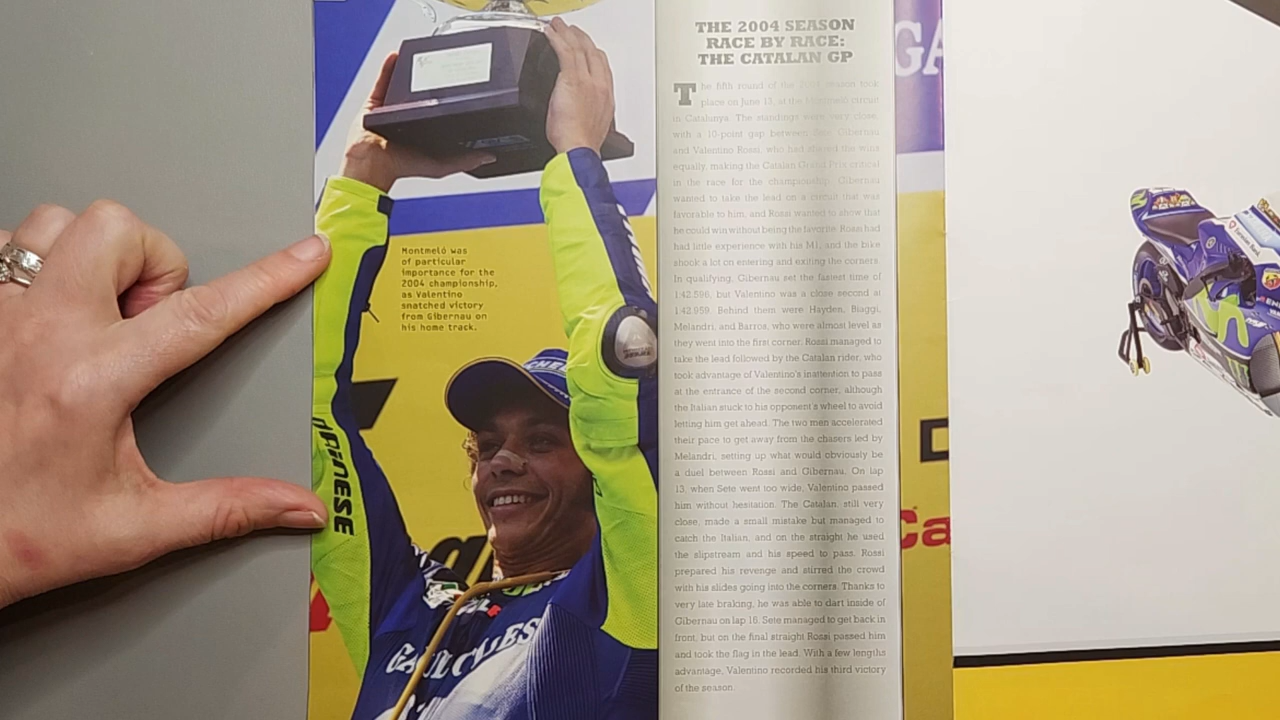 THE 2004 SEASON
RACE BY RACE:
THE CATALAN GP
The fifth round of the 2004 season took
place on June 13, at the Montmeló circuit
in Catalunya. The standings were very close,
with a 10-point gap between Sete Gibernau
and Valentino Rossi, who had shared the wins
equally, making the Catalan Grand Prix critical
in the race for the championship. Gibernau
wanted to take the lead on a circuit that was
favorable to him, and Rossi wanted to show that
he could win without being the favorite. Rossi had
had little experience with his M1, and the bike
shook a lot on entering and exiting the corners.
In qualifying, Gibernau set the fastest time of
1:42.596, but Valentino was a close second at
1:42.959. Behind them were Hayden, Biaggi,
Melandri, and Barros, who were almost level as
they went into the first corner. Rossi managed to
take the lead followed by the Catalan rider, who
took advantage of Valentino's inattention to pass
at the entrance of the second corner, although
the Italian stuck to his opponent's wheel to avoid
letting him get ahead. The two men accelerated
their pace to get away from the chasers led by
Melandri, setting up what would obviously be
a duel between Rossi and Gibernau. On lap
13, when Sete went too wide, Valentino passed
him without hesitation. The Catalan, still very
close, made a small mistake but managed to
catch the Italian, and on the straight he used
the slipstream and his speed to pass. Rossi
prepared his revenge and stirred the crowd
with his slides going into the corners. Thanks to
very late braking, he was able to dart inside of
Gibernau on lap 16. Sete managed to get back in
front, but on the final straight Rossi passed him
and took the flag in the lead. With a few lengths
advantage, Valentino recorded his third victory
of the season.
Montmeló was
of particular
importance for the
2004 championship,
as Valentino
snatched victory
from Gibernau on
his home track.
DAINESE
GAULOISES
GA
Ca